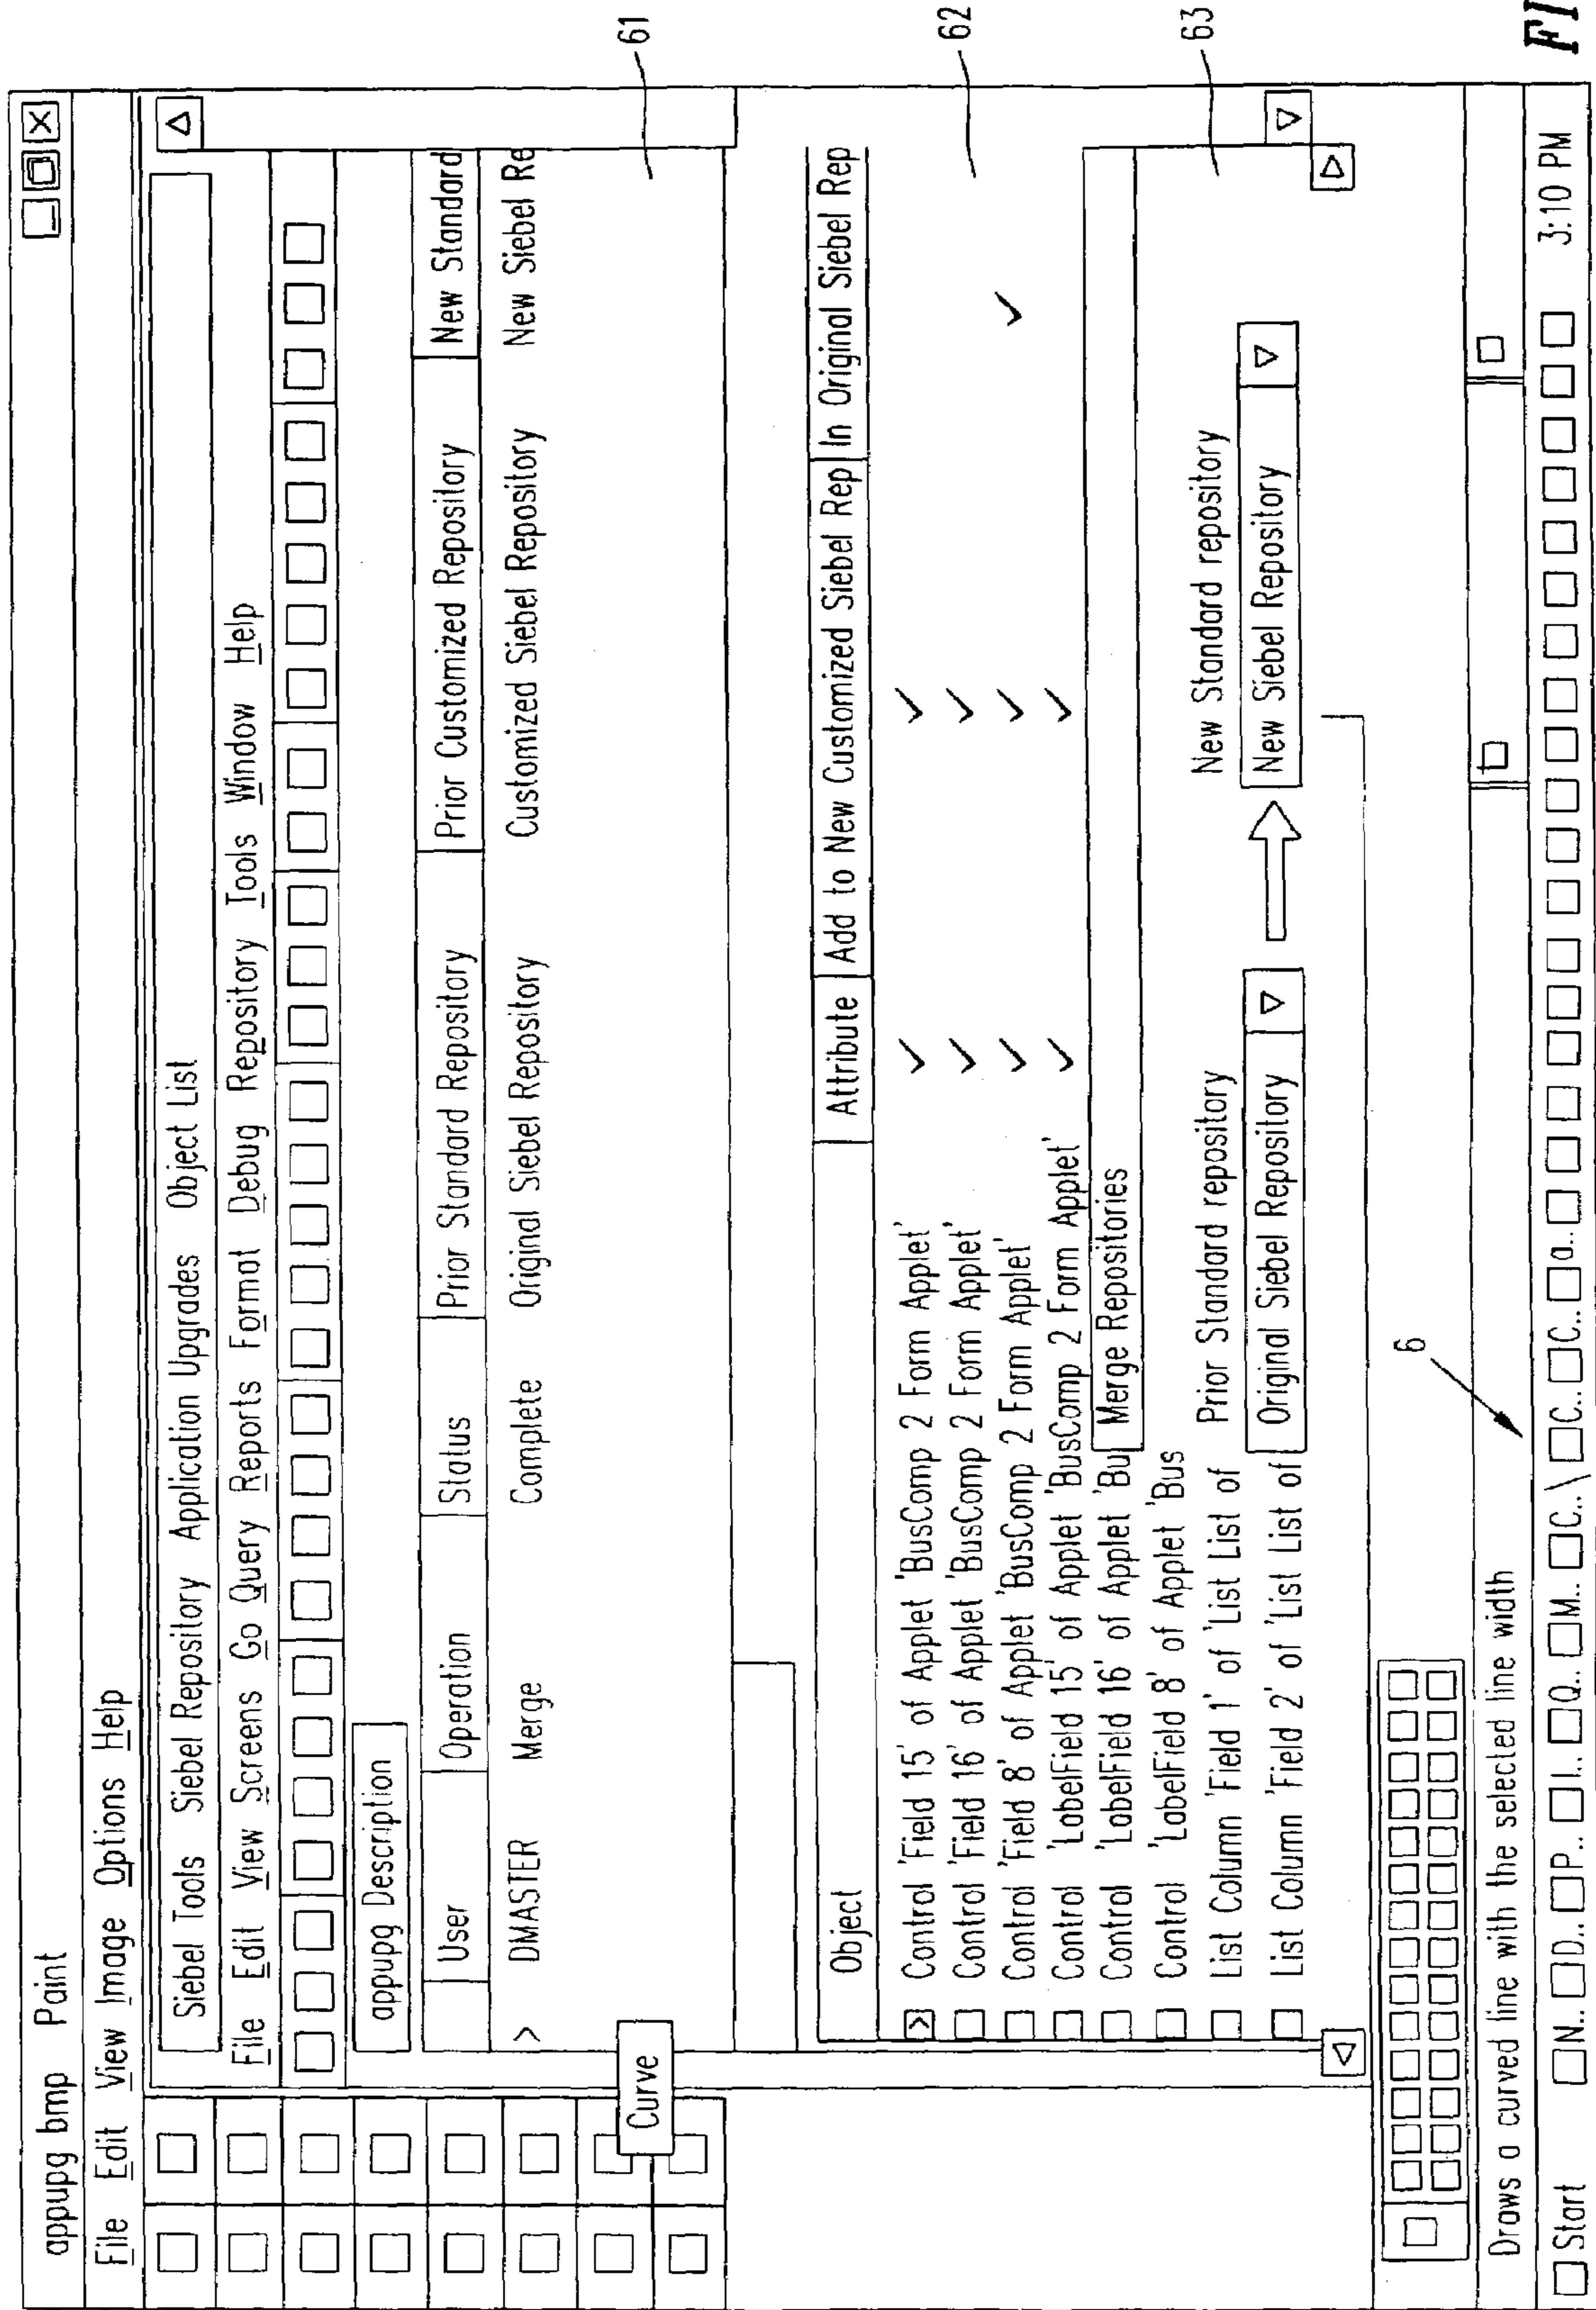 appupg bmp Paint
File Edit View Image Options Help
Siebel Tools Siebel Repository Application Upgrades Object List
File Edit View Screens Go Query Reports Format Debug Repository Tools Window Help
appupg Description
User Operation Status Prior Standard Repository Prior Customized Repository New Standard
> DMASTER Merge Complete Original Siebel Repository Customized Siebel Repository New Siebel Re
61
Curve
Object Attribute Add to New Customized Siebel Rep In Original Siebel Rep
Control 'Field 15' of Applet 'BusComp 2 Form Applet'
Control 'Field 16' of Applet 'BusComp 2 Form Applet'
62
Control 'Field 8' of Applet 'BusComp 2 Form Applet'
Control 'LabelField 15' of Applet 'BusComp 2 Form Applet'
Control 'LabelField 16' of Applet 'Bu
Merge Repositories
Control 'LabelField 8' of Applet 'Bus
List Column 'Field 1' of 'List List of
Prior Standard repository New Standard repository
63
List Column 'Field 2' of 'List List of
Original Siebel Repository New Siebel Repository
6
Draws a curved line with the selected line width
Start N.. D.. P.. I.. Q.. M.. C.. \ C.. C.. a.. 3:10 PM
FI